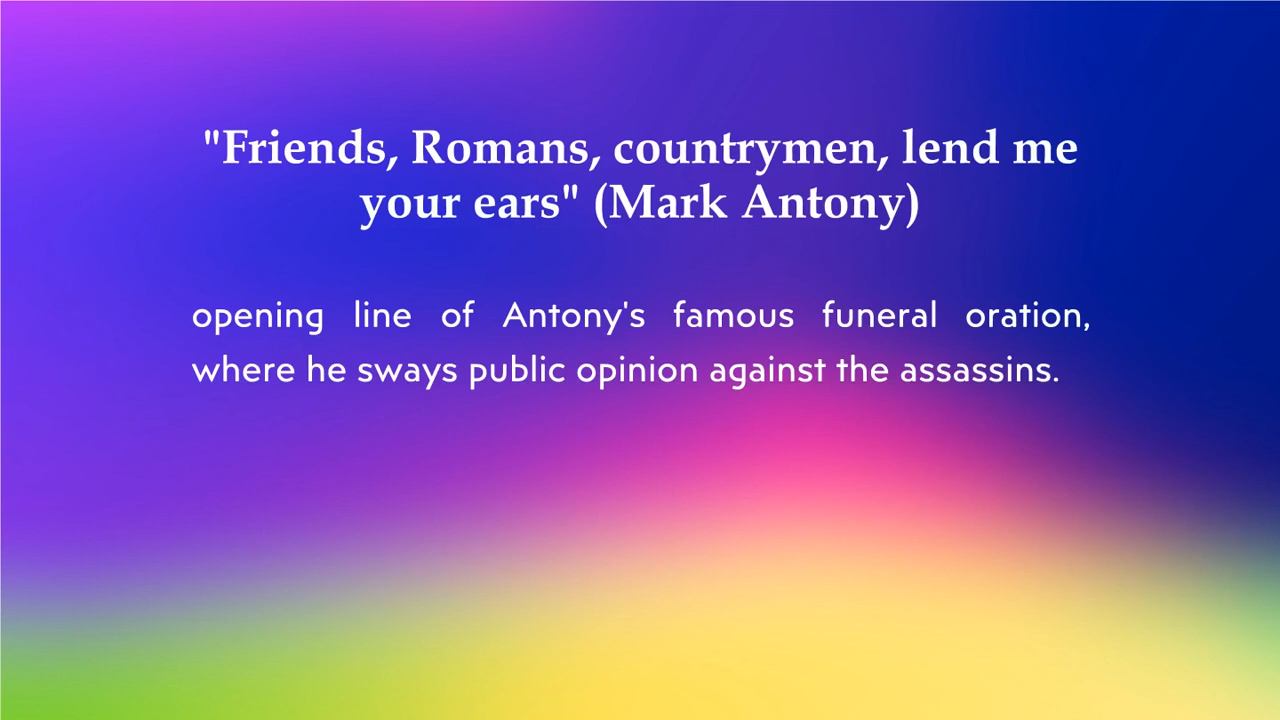 "Friends, Romans, countrymen, lend me
your ears" (Mark Antony)
opening line of Antony's famous funeral oration,
where he sways public opinion against the assassins.